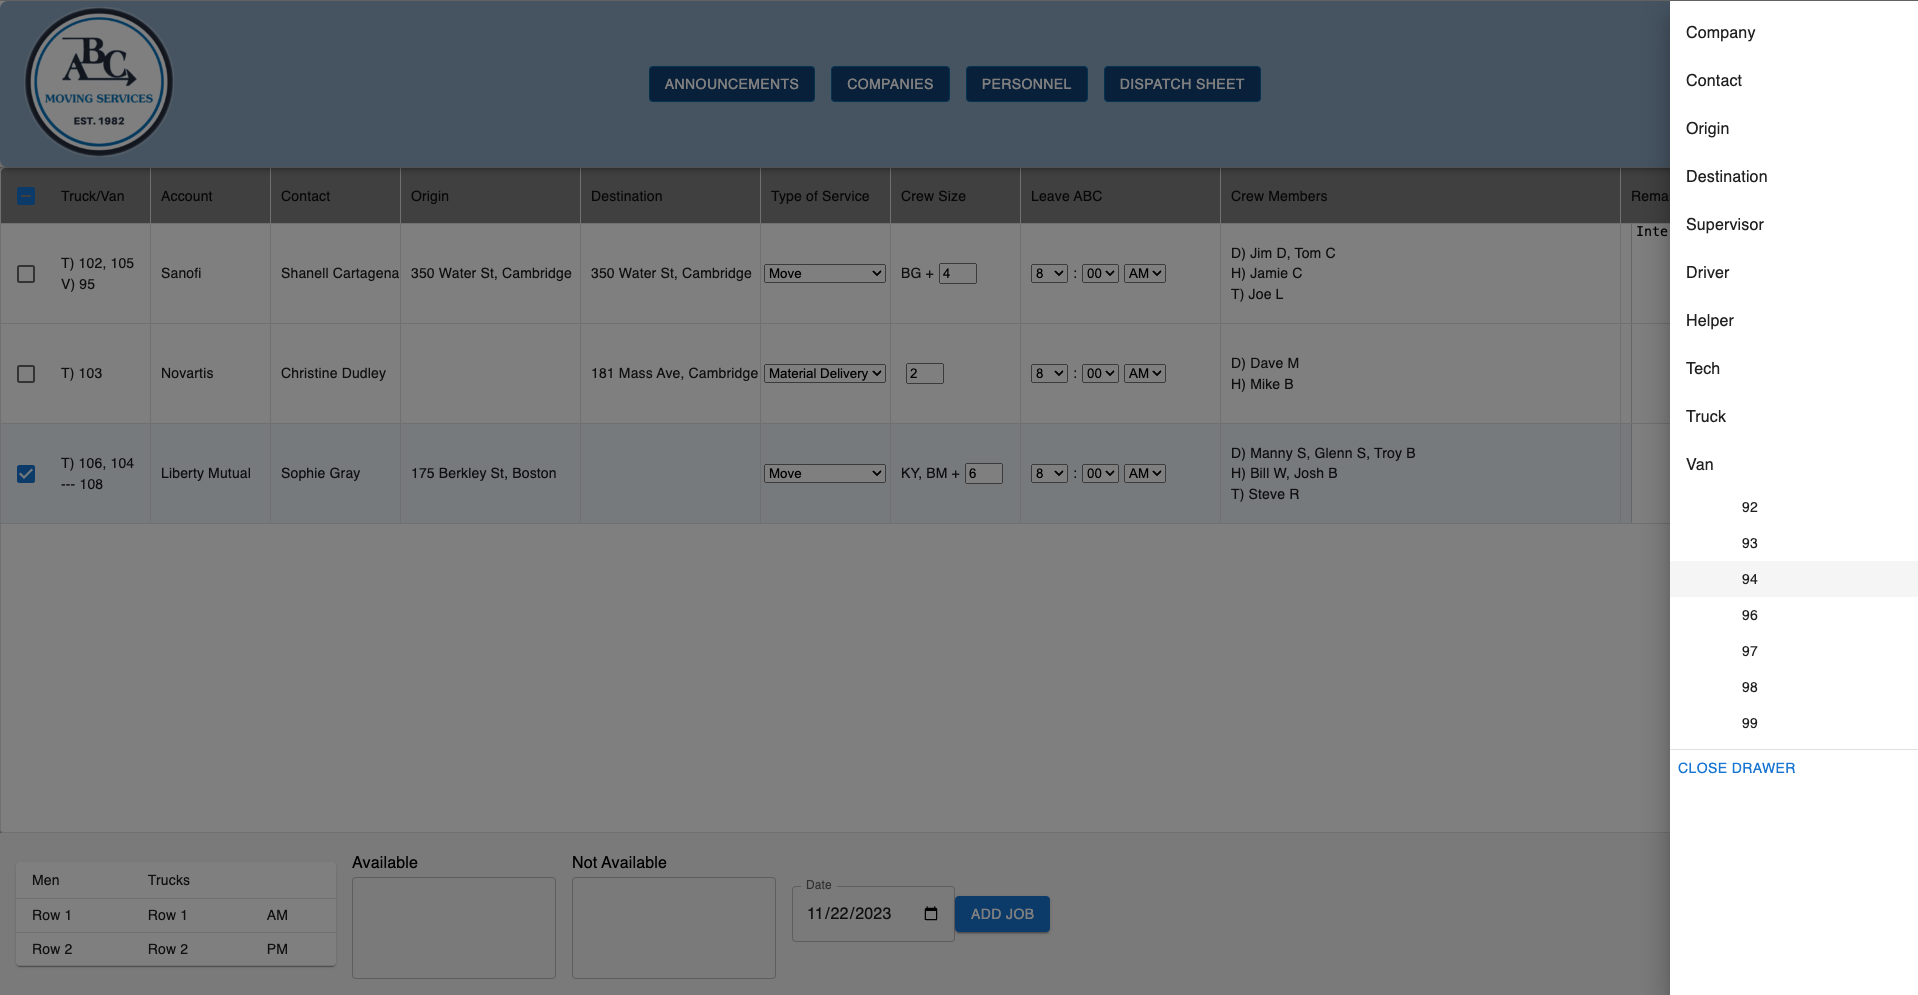 ABC
MOVING SERVICES
EST. 1982
ANNOUNCEMENTS COMPANIES PERSONNEL DISPATCH SHEET
Truck/Van Account Contact Origin Destination Type of Service Crew Size Leave ABC Crew Members Rema
T) 102, 105
V) 95
Sanofi
Shanell Cartagena
350 Water St, Cambridge
350 Water St, Cambridge
Move
BG + 4
8 : 00 AM
D) Jim D, Tom C
H) Jamie C
T) Joe L
Inte
T) 103
Novartis
Christine Dudley
181 Mass Ave, Cambridge
Material Delivery
2
8 : 00 AM
D) Dave M
H) Mike B
T) 106, 104
--- 108
Liberty Mutual
Sophie Gray
175 Berkley St, Boston
Move
KY, BM + 6
8 : 00 AM
D) Manny S, Glenn S, Troy B
H) Bill W, Josh B
T) Steve R
Men Trucks
Row 1 Row 1 AM
Row 2 Row 2 PM
Available
Not Available
Date
11/22/2023
ADD JOB
Company
Contact
Origin
Destination
Supervisor
Driver
Helper
Tech
Truck
Van
92
93
94
96
97
98
99
CLOSE DRAWER